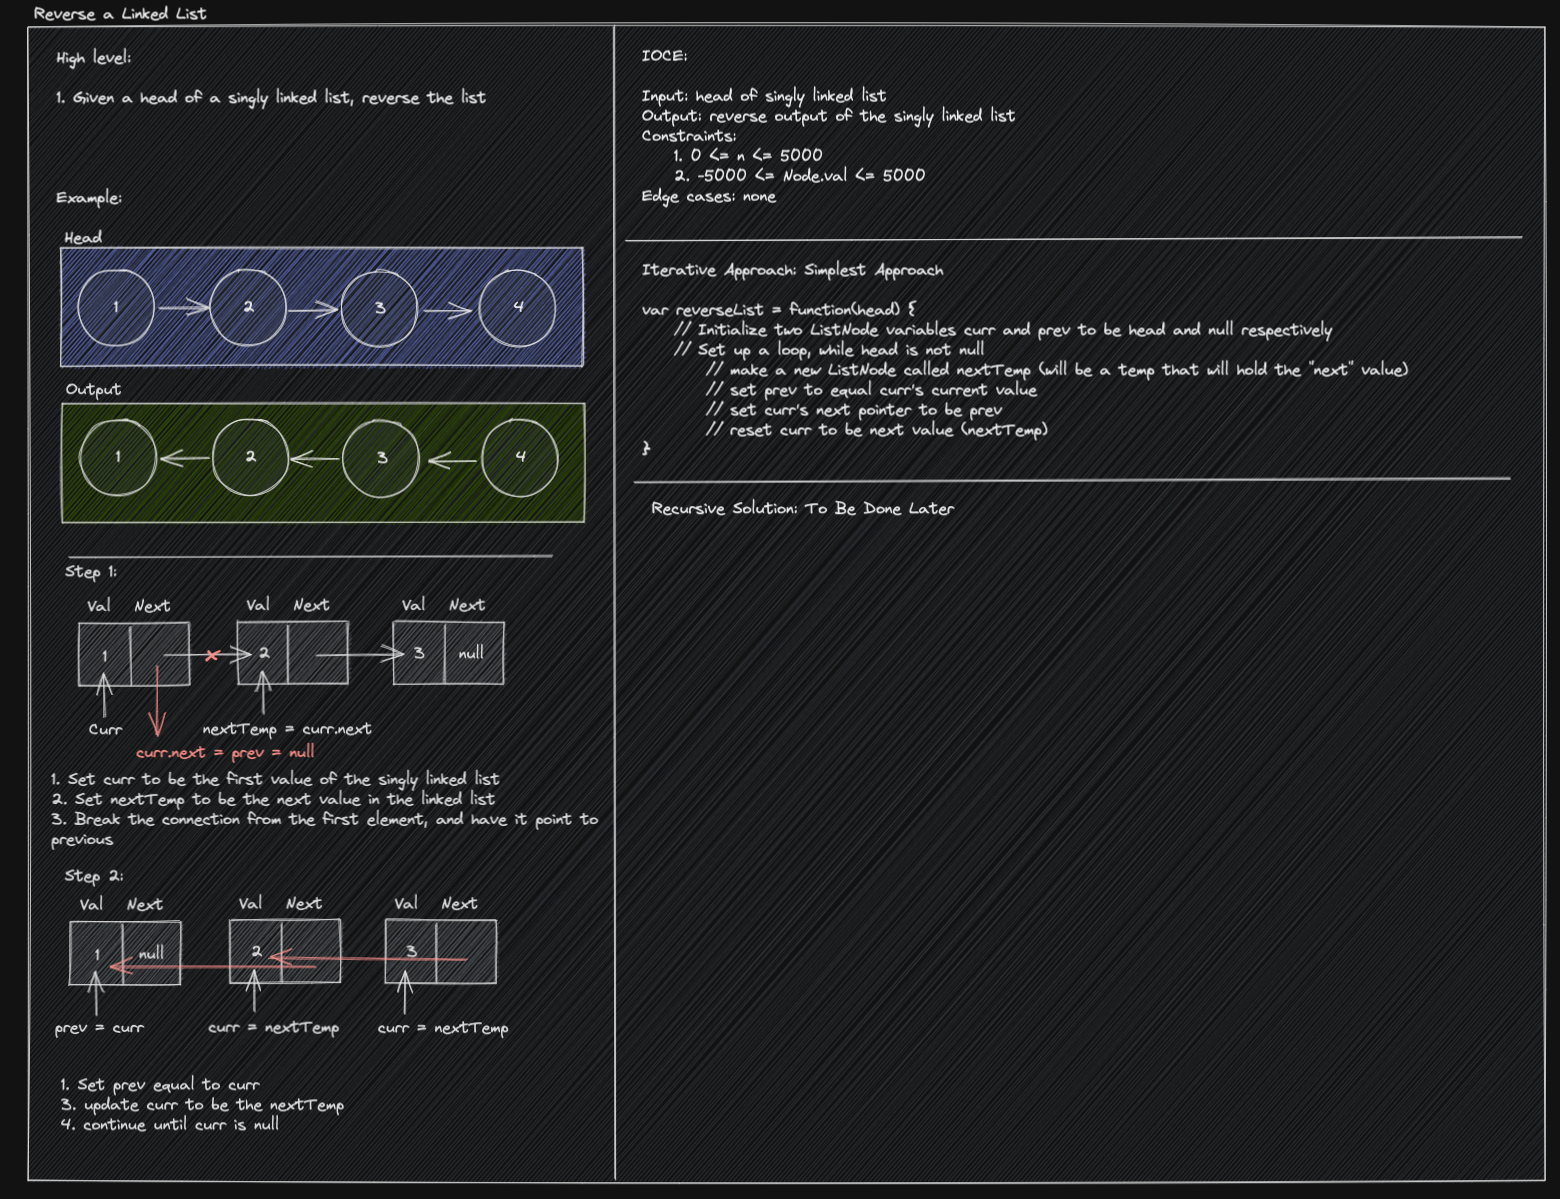 Reverse a Linked List
High level:
1. Given a head of a singly linked list, reverse the list
Example:
Head
1 2 3 4
Output
1 2 3 4
Step 1:
Val Next Val Next Val Next
1 2 3 null
Curr nextTemp = curr.next
curr.next = prev = null
1. Set curr to be the first value of the singly linked list
2. Set nextTemp to be the next value in the linked list
3. Break the connection from the first element, and have it point to
previous
Step 2:
Val Next Val Next Val Next
1 null 2 3
prev = curr curr = nextTemp curr = nextTemp
1. Set prev equal to curr
3. update curr to be the nextTemp
4. continue until curr is null
IOCE:
Input: head of singly linked list
Output: reverse output of the singly linked list
Constraints:
1. 0 <= n <= 5000
2. -5000 <= Node.val <= 5000
Edge cases: none
Iterative Approach: Simplest Approach
var reverseList = function(head) {
// Initialize two ListNode variables curr and prev to be head and null respectively
// Set up a loop, while head is not null
// make a new ListNode called nextTemp (will be a temp that will hold the "next" value)
// set prev to equal curr's current value
// set curr's next pointer to be prev
// reset curr to be next value (nextTemp)
}
Recursive Solution: To Be Done Later